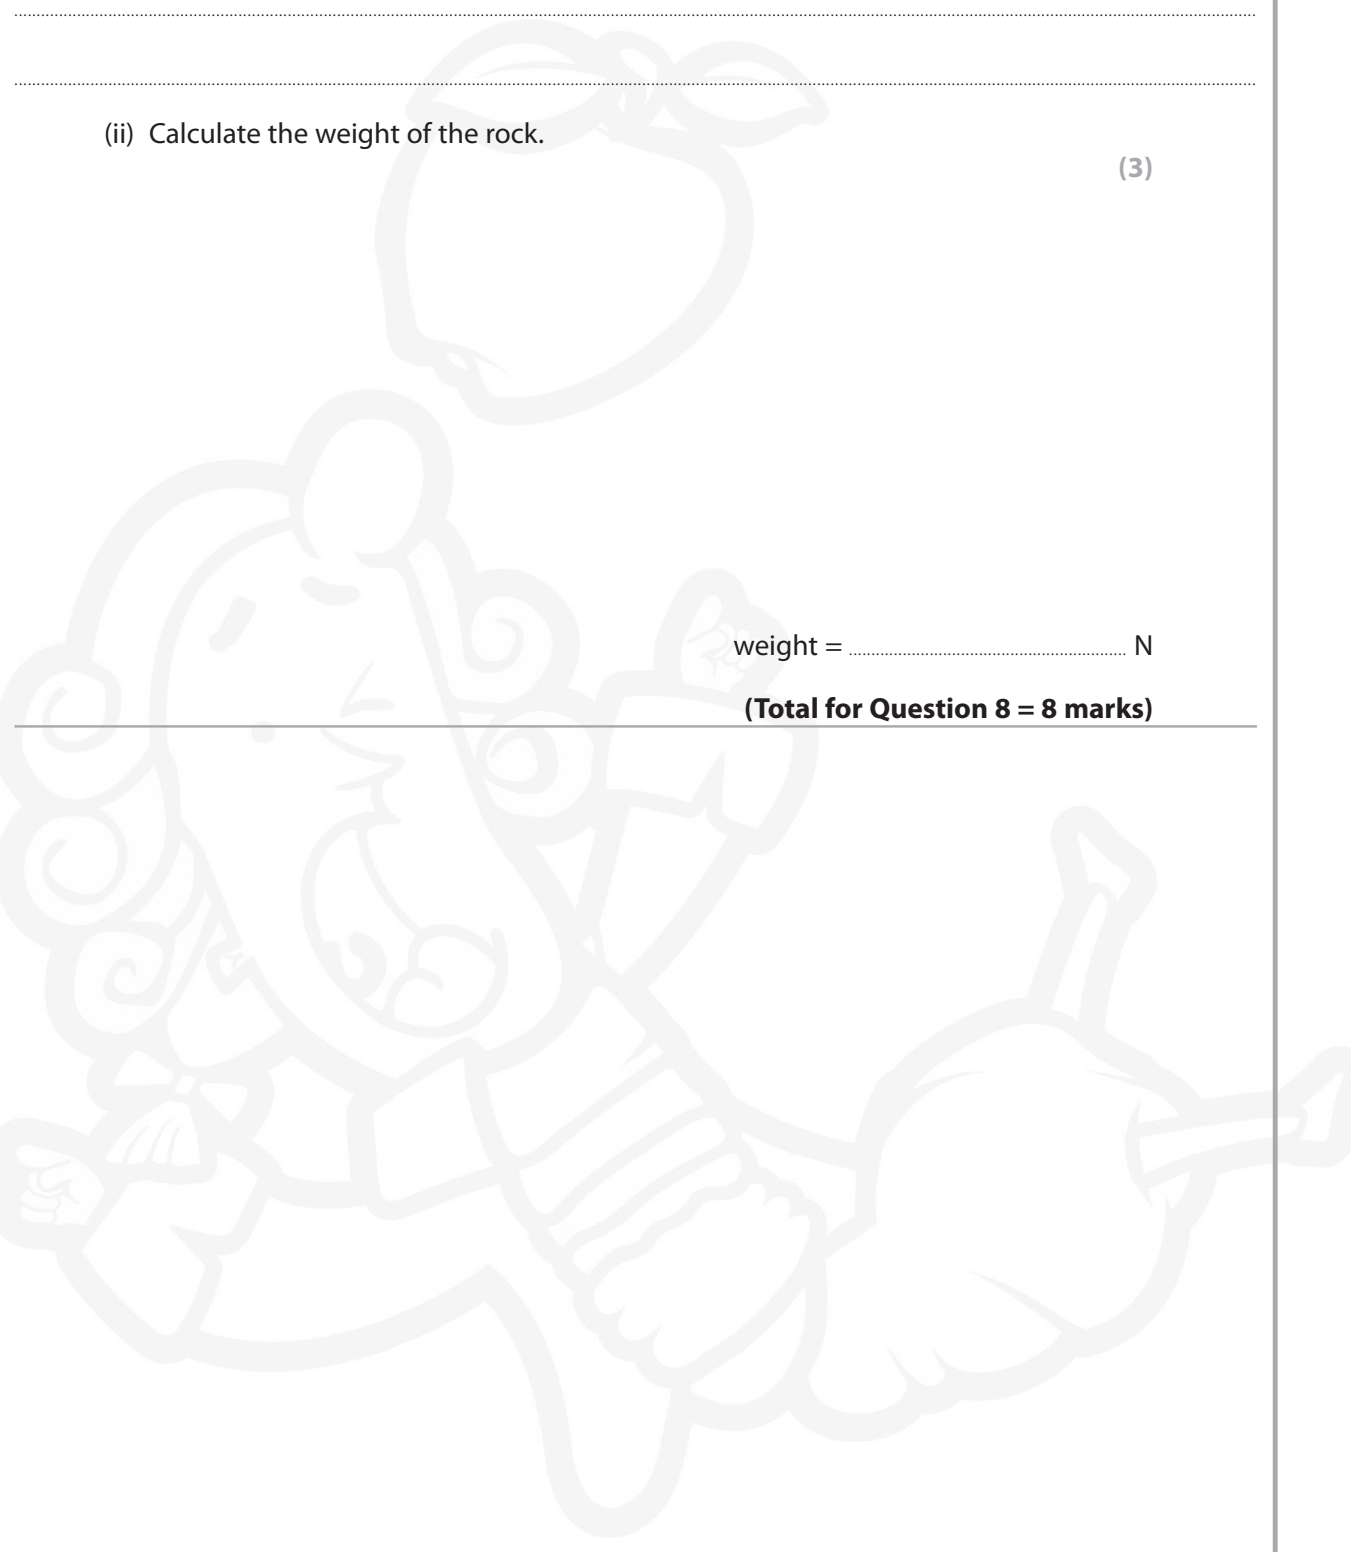 (ii) Calculate the weight of the rock.
(3)
weight = ............................................................. N
(Total for Question 8 = 8 marks)